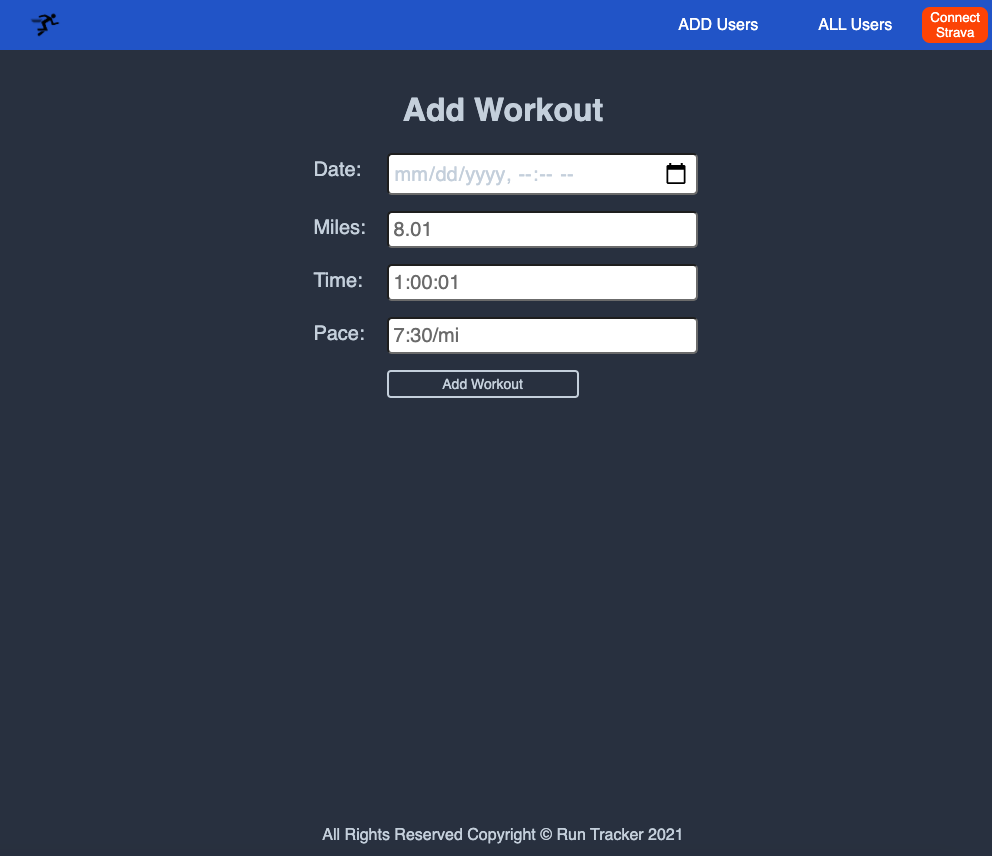 ADD Users ALL Users Connect
Strava
Add Workout
Date: mm/dd/yyyy, --:-- --
Miles: 8.01
Time: 1:00:01
Pace: 7:30/mi
Add Workout
All Rights Reserved Copyright © Run Tracker 2021